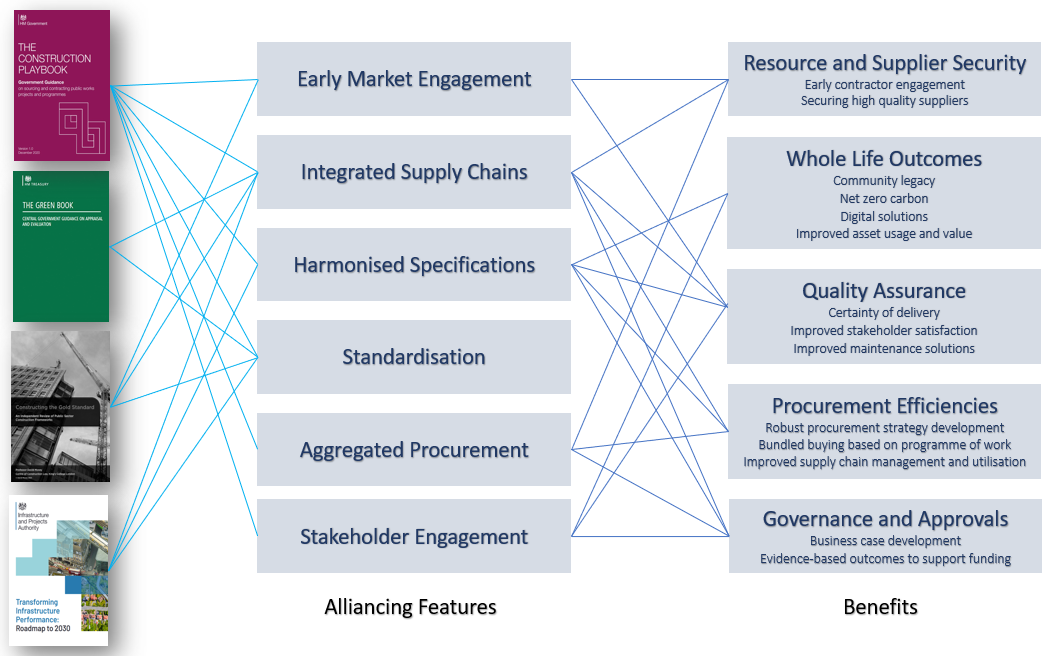 HM Government
THE
CONSTRUCTION
PLAYBOOK
Government Guidance
on sourcing and contracting public works
projects and programmes
Version 1.0
December 2020
HM TREASURY
THE GREEN BOOK
CENTRAL GOVERNMENT GUIDANCE ON APPRAISAL
AND EVALUATION
Constructing the Gold Standard
An Independent Review of Public Sector
Construction Frameworks
Infrastructure
and Projects
Authority
Transforming
Infrastructure
Performance:
Roadmap to 2030
Early Market Engagement
Integrated Supply Chains
Harmonised Specifications
Standardisation
Aggregated Procurement
Stakeholder Engagement
Alliancing Features
Resource and Supplier Security
Early contractor engagement
Securing high quality suppliers
Whole Life Outcomes
Community legacy
Net zero carbon
Digital solutions
Improved asset usage and value
Quality Assurance
Certainty of delivery
Improved stakeholder satisfaction
Improved maintenance solutions
Procurement Efficiencies
Robust procurement strategy development
Bundled buying based on programme of work
Improved supply chain management and utilisation
Governance and Approvals
Business case development
Evidence-based outcomes to support funding
Benefits